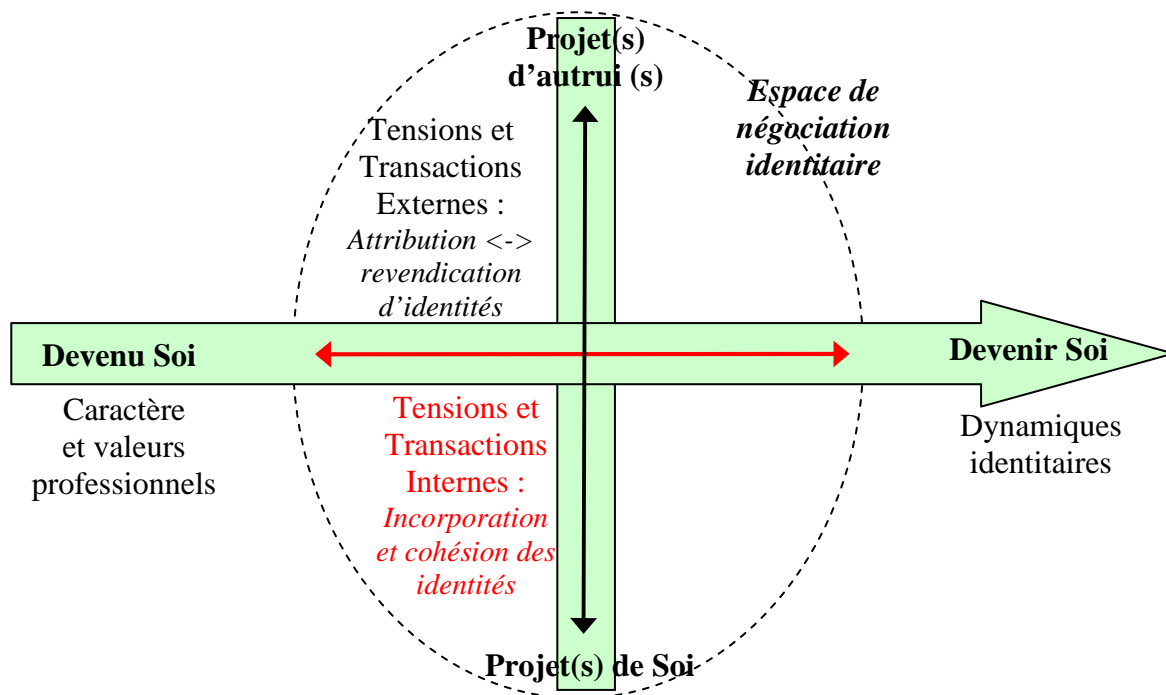 Projet(s)
d’autrui (s)
Espace de
négociation
identitaire
Tensions et
Transactions
Externes :
Attribution <->
revendication
d’identités
Devenu Soi
Devenir Soi
Caractère
et valeurs
professionnels
Tensions et
Transactions
Internes :
Incorporation
et cohésion des
identités
Dynamiques
identitaires
Projet(s) de Soi